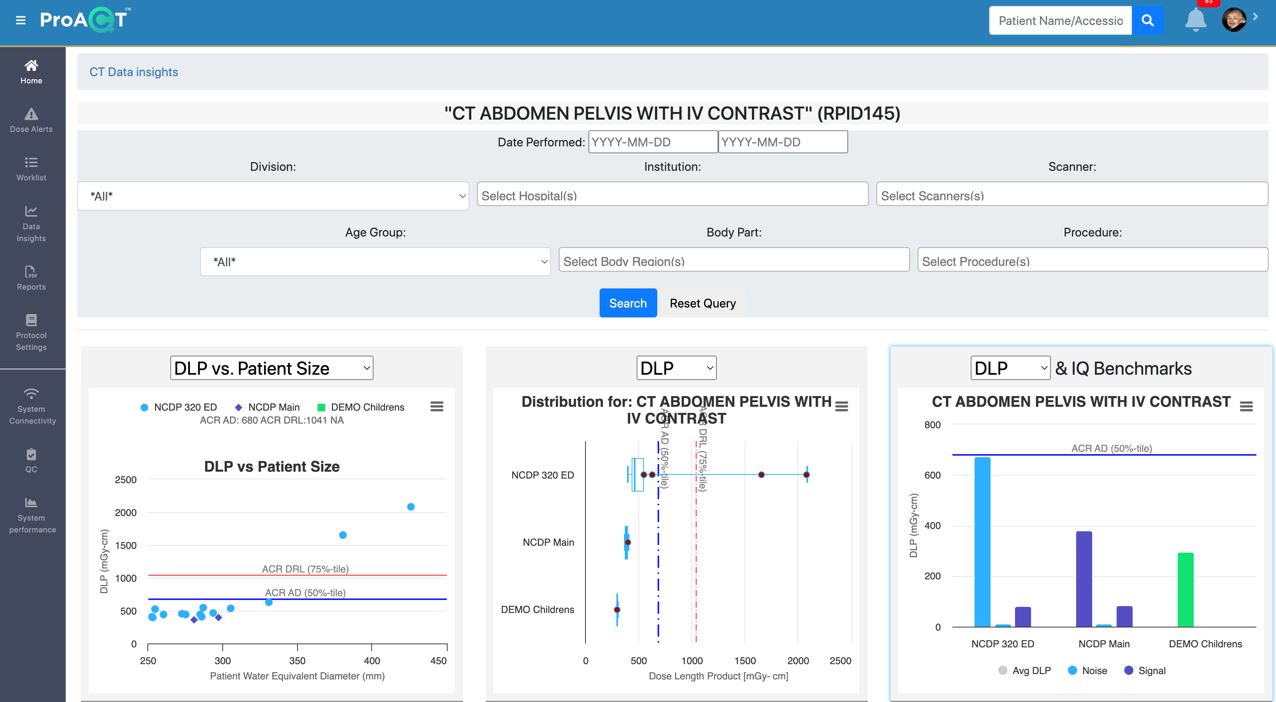 ProACT™
Patient Name/Accessio
63
Home
Dose Alerts
Worklist
Data
Insights
PDF
Reports
Protocol
Settings
System
Connectivity
QC
System
performance
CT Data insights
"CT ABDOMEN PELVIS WITH IV CONTRAST" (RPID145)
Date Performed: YYYY-MM-DD YYYY-MM-DD
Division: Institution: Scanner:
*All* Select Hospital(s) Select Scanners(s)
Age Group: Body Part: Procedure:
*All* Select Body Region(s) Select Procedure(s)
Search Reset Query
DLP vs. Patient Size
NCDP 320 ED NCDP Main DEMO Childrens
ACR AD: 680 ACR DRL:1041 NA
DLP vs Patient Size
2500
2000
1500
1000
500
0
DLP (mGy-cm)
ACR DRL (75%-tile)
ACR AD (50%-tile)
250 300 350 400 450
Patient Water Equivalent Diameter (mm)
DLP
Distribution for: CT ABDOMEN PELVIS WITH
IV CONTRAST
ACR AD (50%-tile)
ACR DRL (75%-tile)
NCDP 320 ED
NCDP Main
DEMO Childrens
0 500 1000 1500 2000 2500
Dose Length Product [mGy- cm]
DLP & IQ Benchmarks
CT ABDOMEN PELVIS WITH IV CONTRAST
800
600
400
200
0
DLP (mGy-cm)
ACR AD (50%-tile)
NCDP 320 ED NCDP Main DEMO Childrens
Avg DLP Noise Signal